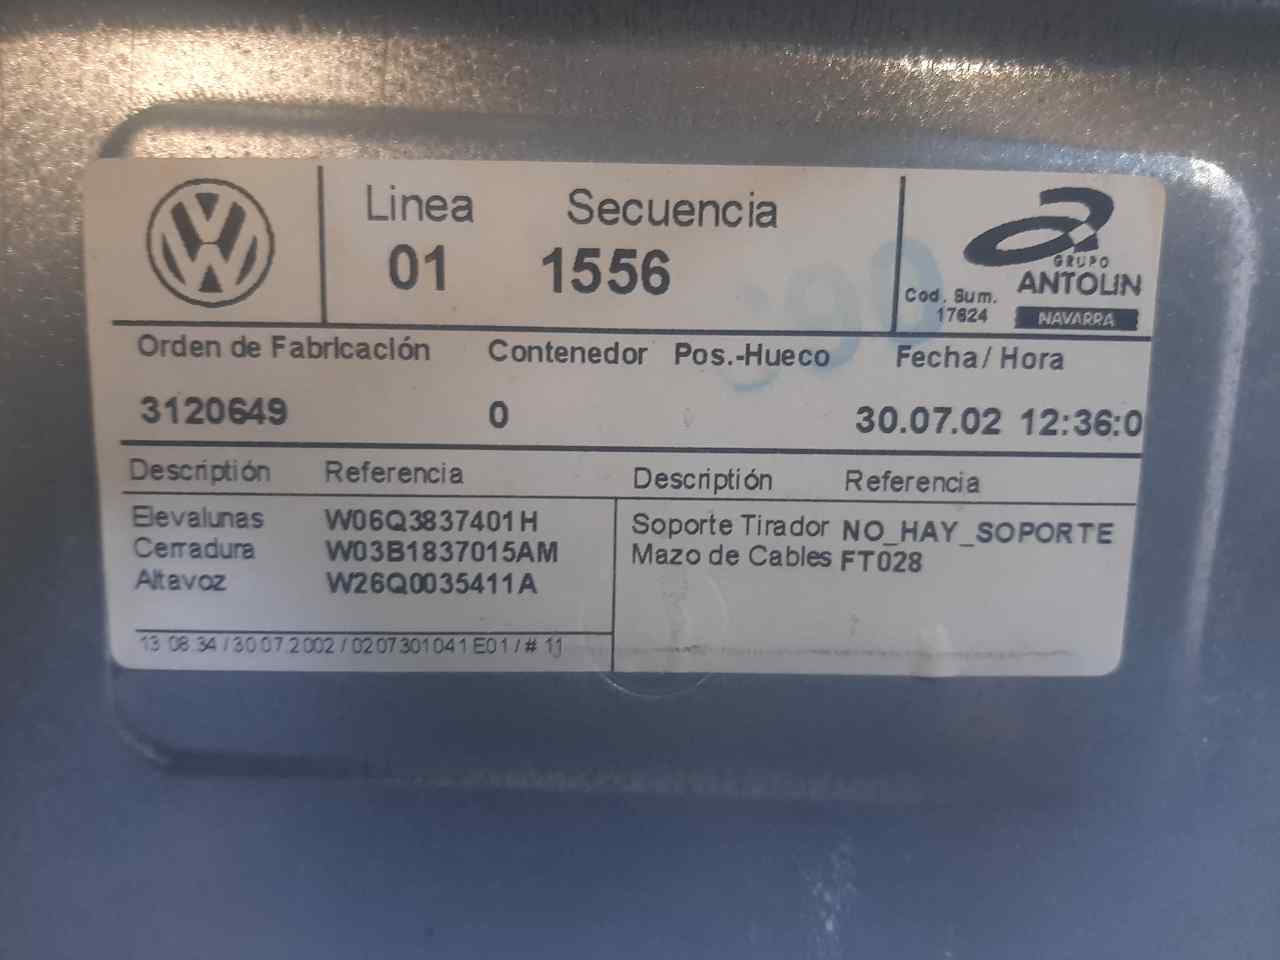 Linea Secuencia
01 1556
GRUPO
ANTOLIN
NAVARRA
Cod. Sum.
17624
Orden de Fabricación Contenedor Pos.-Hueco Fecha/ Hora
3120649 0 30.07.02 12:36:0
Descriptión Referencia Descriptión Referencia
Elevalunas W06Q3837401H
Cerradura W03B1837015AM
Altavoz W26Q0035411A
Soporte Tirador NO_HAY_SOPORTE
Mazo de Cables FT028
13 08.34 / 30 07.2002 / 0207301041 E01 / # 11